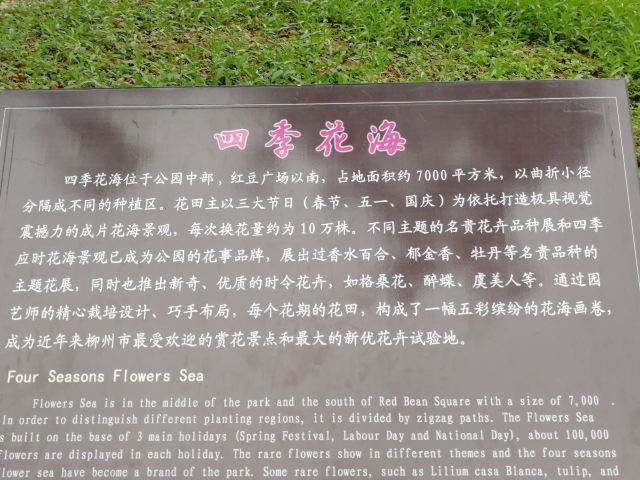 四季花海
四季花海位于公园中部，红豆广场以南，占地面积约7000平方米，以曲折小径
分隔成不同的种植区。花田主以三大节日（春节、五一、国庆）为依托打造极具视觉
震撼力的成片花海景观，每次换花量约为10万株。不同主题的名贵花卉品种展和四季
应时花海景观已成为公园的花事品牌，展出过香水百合、郁金香、牡丹等名贵品种的
主题花展，同时也推出新奇、优质的时令花卉，如格桑花、醉蝶、虞美人等。通过园
艺师的精心栽培设计、巧手布局，每个花期的花田，构成了一幅五彩缤纷的花海画卷，
成为近年来柳州市最受欢迎的赏花景点和最大的新优花卉试验地。
Four Seasons Flowers Sea
Flowers Sea is in the middle of the park and the south of Red Bean Square with a size of 7,000 .
In order to distinguish different planting regions, it is divided by zigzag paths. The Flowers Sea
s built on the base of 3 main holidays (Spring Festival, Labour Day and National Day), about 100,000
flowers are displayed in each holiday. The rare flowers show in different themes and the four seasons
lower sea have become a brand of the park. Some rare flowers, such as Lilium casa Blanca, tulip, and